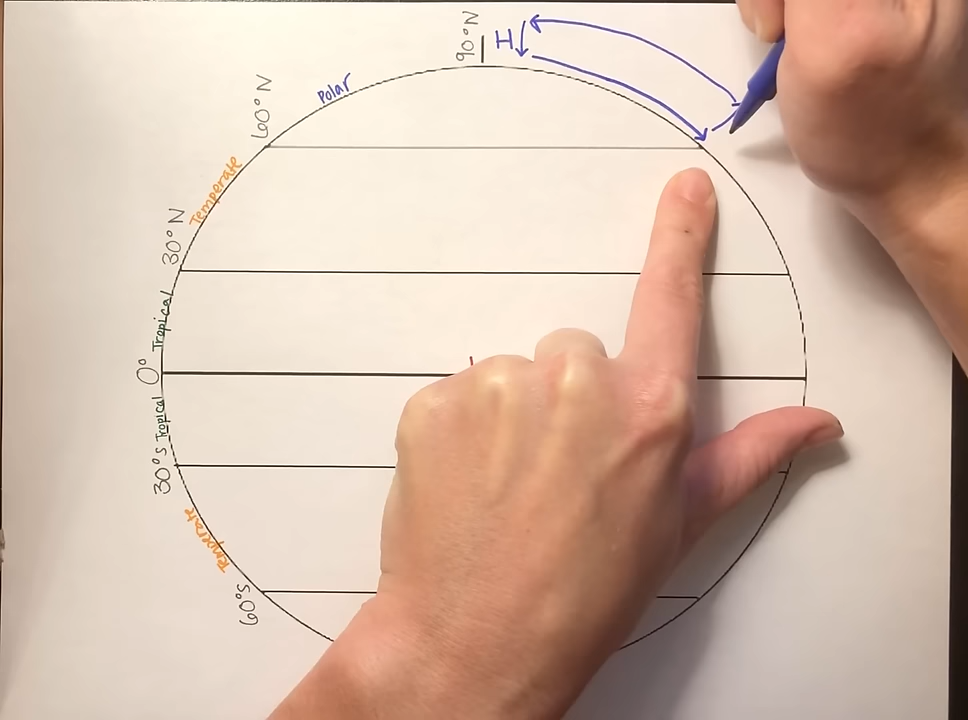 90°N
H
60°N
Polar
Temperate
30°N
Tropical
0°
Tropical
30°S
Temperate
60°S